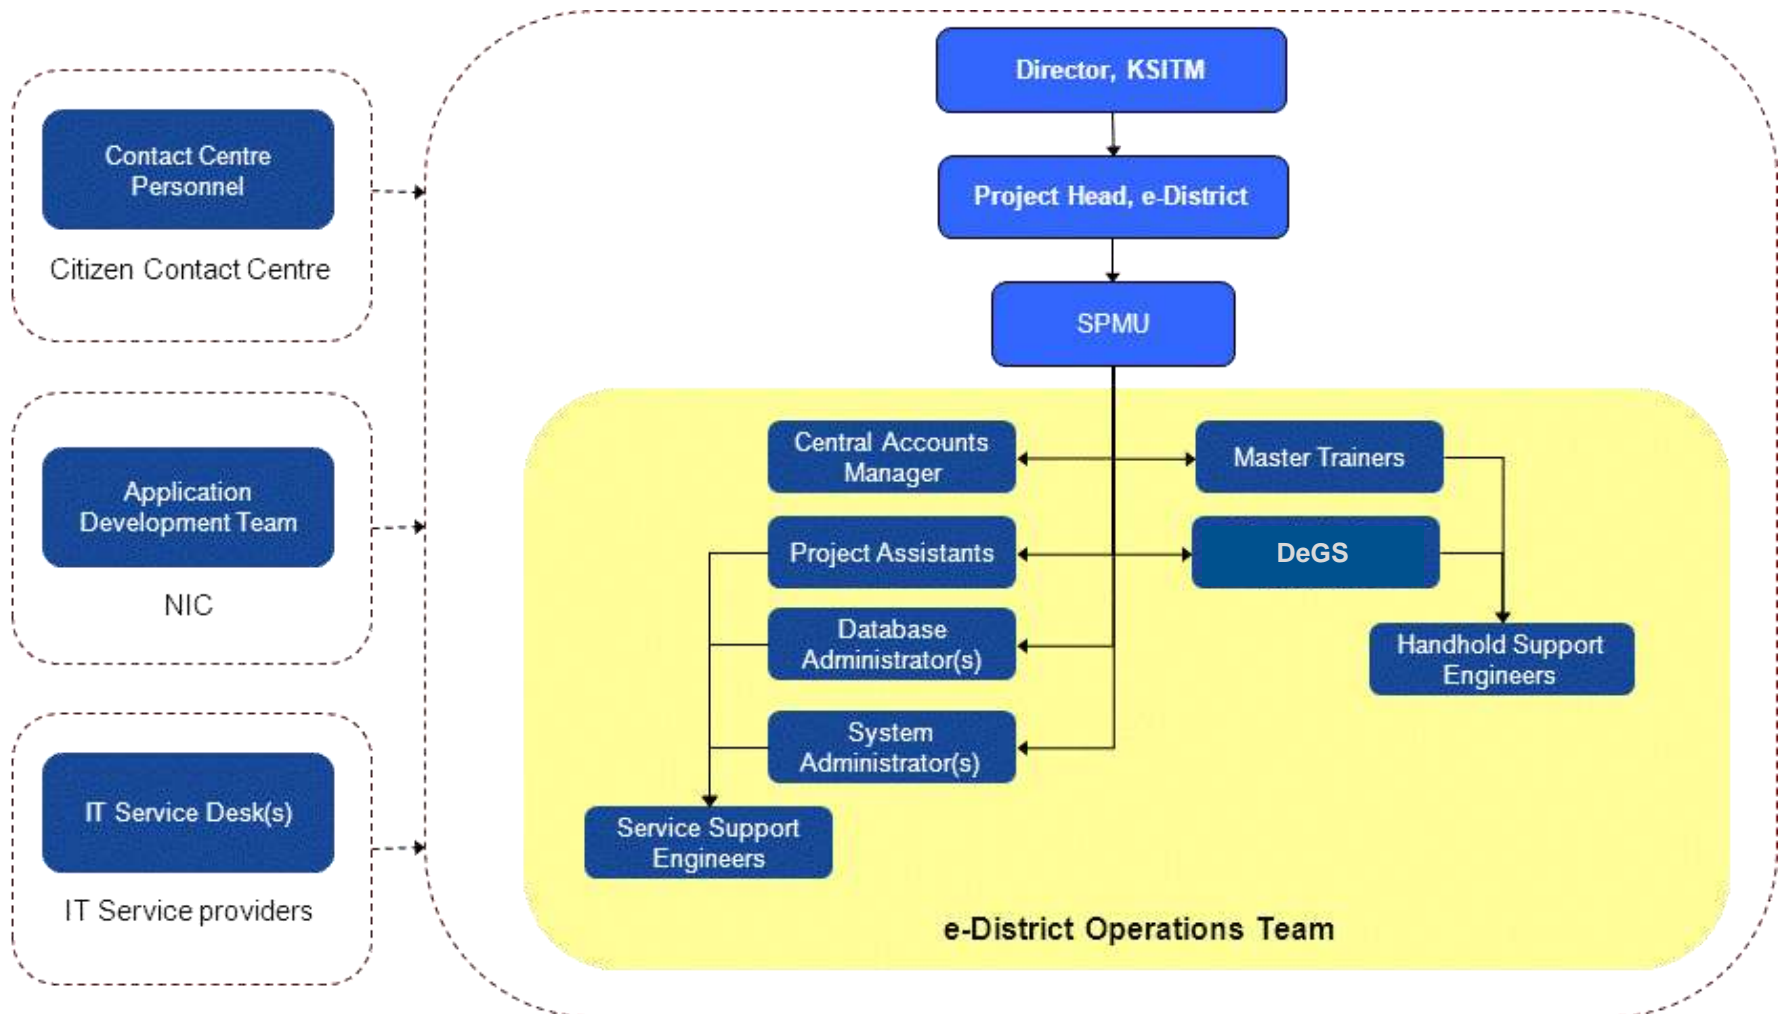 Director, KSITM
Contact Centre
Personnel
Citizen Contact Centre
Project Head, e-District
SPMU
Application
Development Team
NIC
IT Service Desk(s)
IT Service providers
Central Accounts
Manager
Master Trainers
Project Assistants
DeGS
Database
Administrator(s)
Handhold Support
Engineers
System
Administrator(s)
Service Support
Engineers
e-District Operations Team